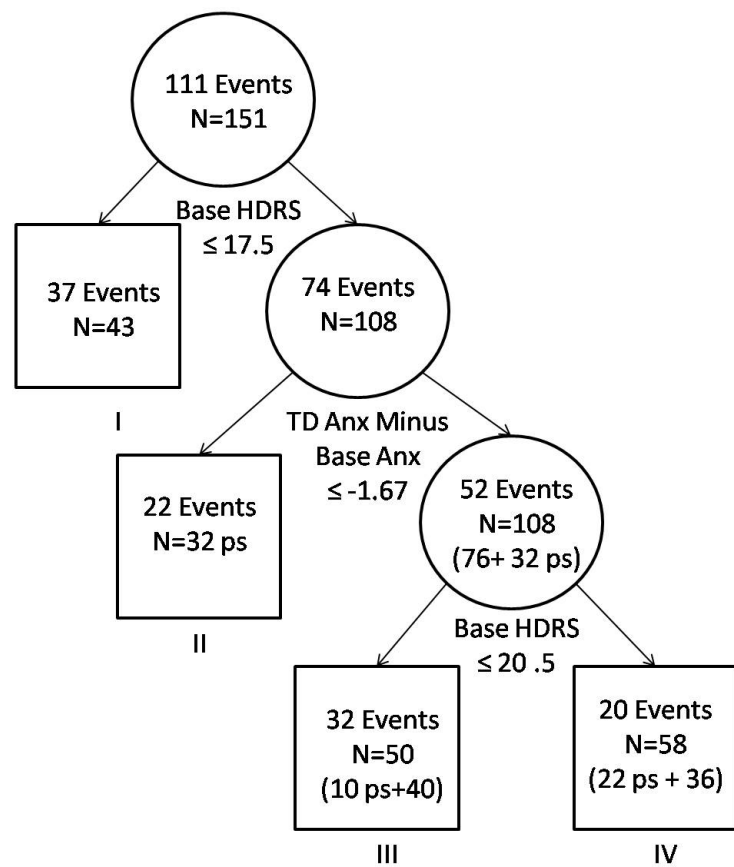 111 Events
N=151
Base HDRS
≤ 17.5
37 Events
N=43
I
74 Events
N=108
TD Anx Minus
Base Anx
≤ -1.67
22 Events
N=32 ps
II
52 Events
N=108
(76+ 32 ps)
Base HDRS
≤ 20 .5
32 Events
N=50
(10 ps+40)
III
20 Events
N=58
(22 ps + 36)
IV